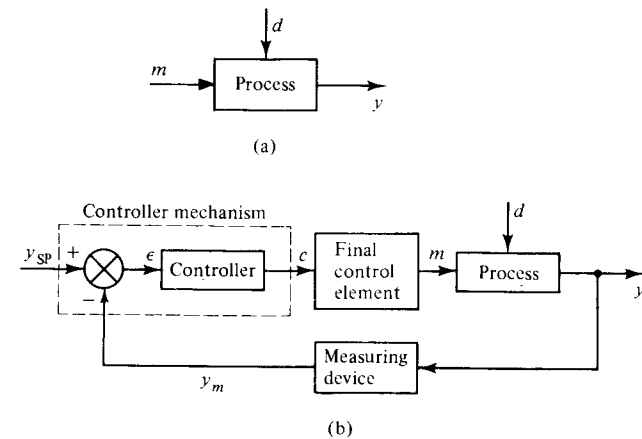 d
m
Process
y
(a)
Controller mechanism
d
y_SP
+
ϵ
Controller
c
Final
control
element
m
Process
y
−
Measuring
device
y_m
(b)